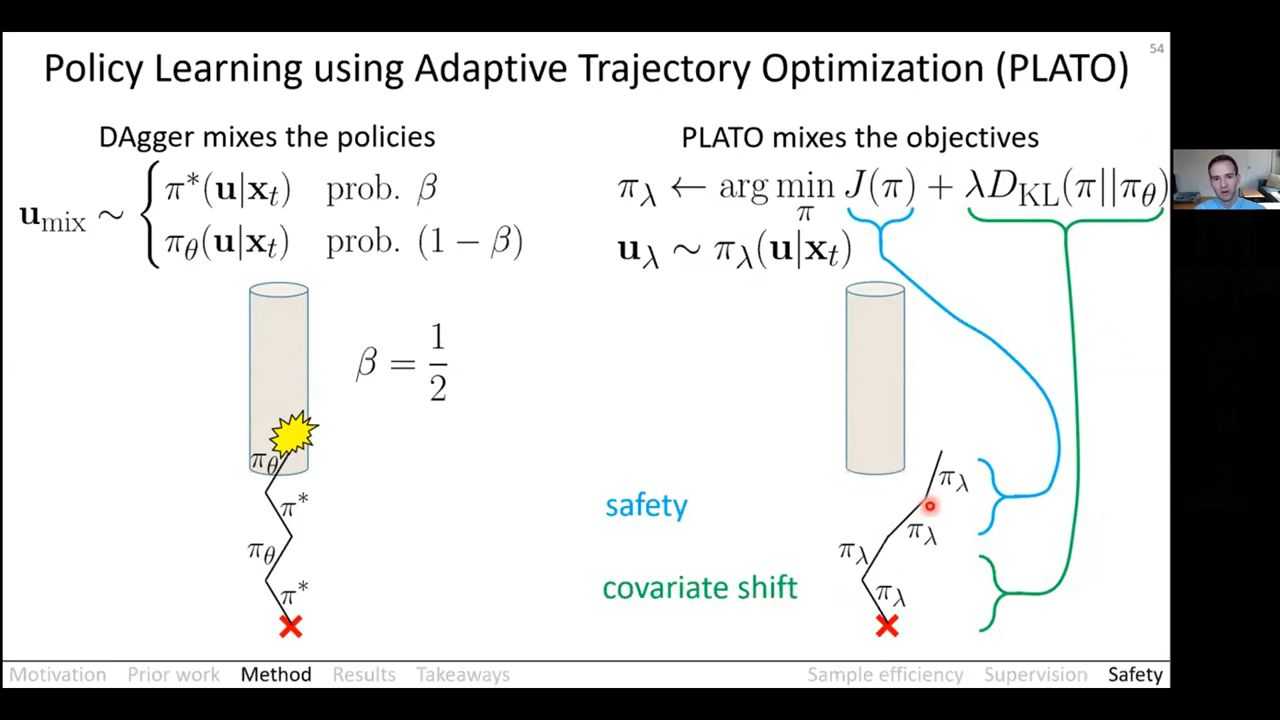 54
Policy Learning using Adaptive Trajectory Optimization (PLATO)
DAgger mixes the policies
u_mix ~ { π*(u|x_t) prob. β
π_θ(u|x_t) prob. (1 − β)
β = 1/2
π_θ
π*
π_θ
π*
PLATO mixes the objectives
π_λ ← arg min_π J(π) + λD_KL(π||π_θ)
u_λ ~ π_λ(u|x_t)
π_λ
safety
π_λ
π_λ
covariate shift
π_λ
Motivation Prior work Method Results Takeaways Sample efficiency Supervision Safety